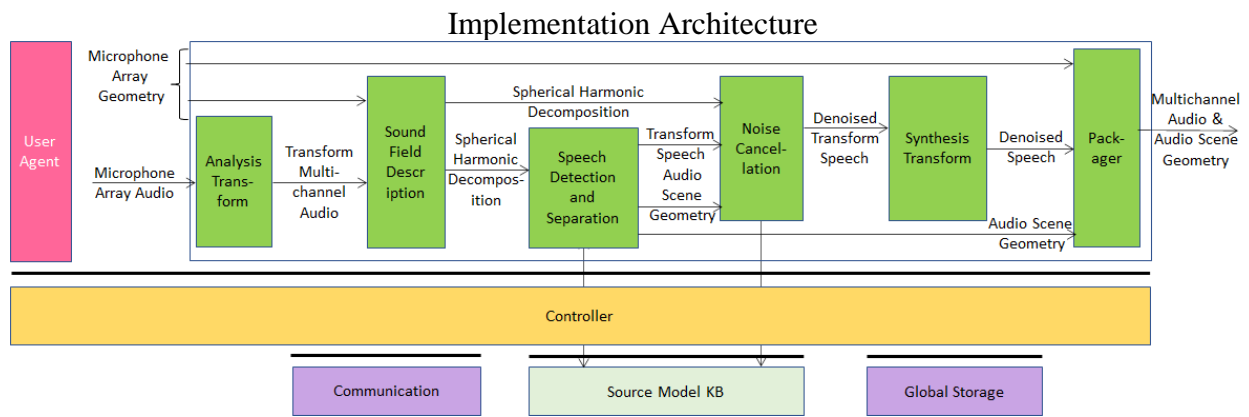 Implementation Architecture
User
Agent
Microphone
Array
Geometry
Microphone
Array Audio
Analysis
Trans-
form
Transform
Multi-
channel
Audio
Sound
Field
Descr
iption
Spherical Harmonic
Decomposition
Spherical
Harmonic
Decompos-
ition
Speech
Detection
and
Separation
Transform
Speech
Audio
Scene
Geometry
Noise
Cancel-
lation
Denoised
Transform
Speech
Synthesis
Transform
Denoised
Speech
Audio Scene
Geometry
Pack-
ager
Multichannel
Audio &
Audio Scene
Geometry
Controller
Communication
Source Model KB
Global Storage